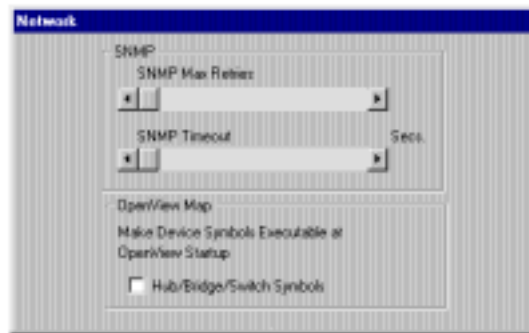 Network
SNMP
SNMP Max Retries
SNMP Timeout Secs.
OpenView Map
Make Device Symbols Executable at
OpenView Startup
Hub/Bridge/Switch Symbols